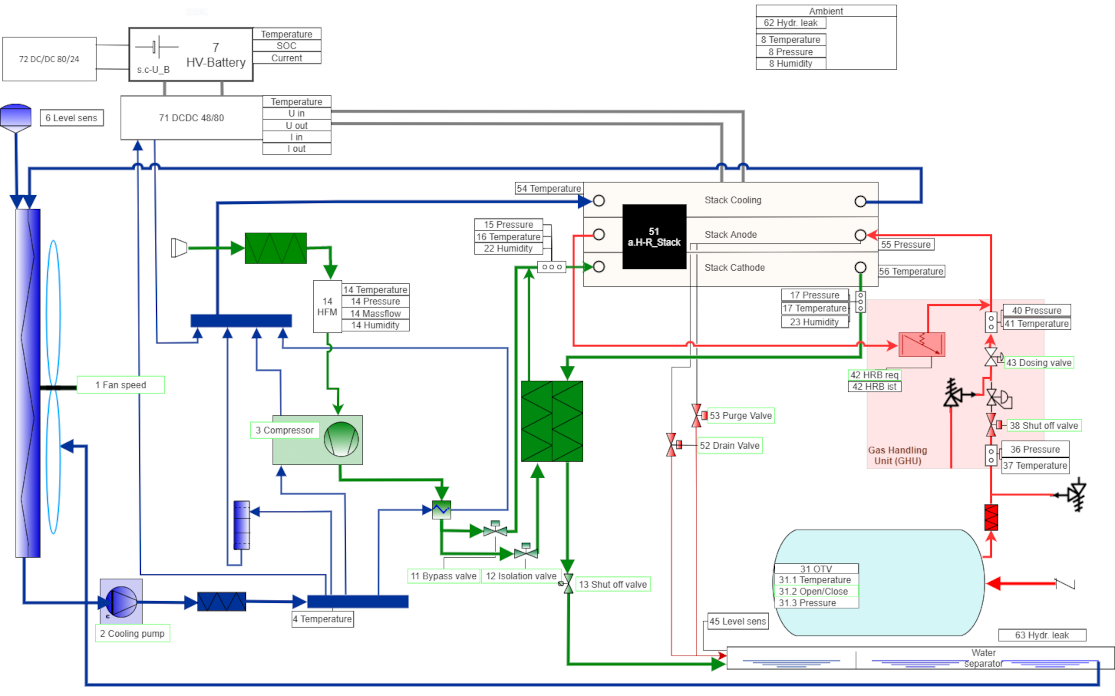 Ambient
62 Hydr. leak
8 Temperature
8 Pressure
8 Humidity
72 DC/DC 80/24
s.c-U_B
7
HV-Battery
Temperature
SOC
Current
71 DCDC 48/80
Temperature
U in
U out
I in
I out
6 Level sens
54 Temperature
Stack Cooling
51
a.H-R_Stack
Stack Anode
Stack Cathode
55 Pressure
56 Temperature
15 Pressure
16 Temperature
22 Humidity
17 Pressure
17 Temperature
23 Humidity
14
HFM
14 Temperature
14 Pressure
14 Massflow
14 Humidity
40 Pressure
41 Temperature
43 Dosing valve
42 HRB req
42 HRB ist
1 Fan speed
3 Compressor
53 Purge Valve
52 Drain Valve
38 Shut off valve
Gas Handling
Unit (GHU)
36 Pressure
37 Temperature
11 Bypass valve
12 Isolation valve
13 Shut off valve
31 OTV
31.1 Temperature
31.2 Open/Close
31.3 Pressure
2 Cooling pump
4 Temperature
45 Level sens
63 Hydr. leak
Water
separator